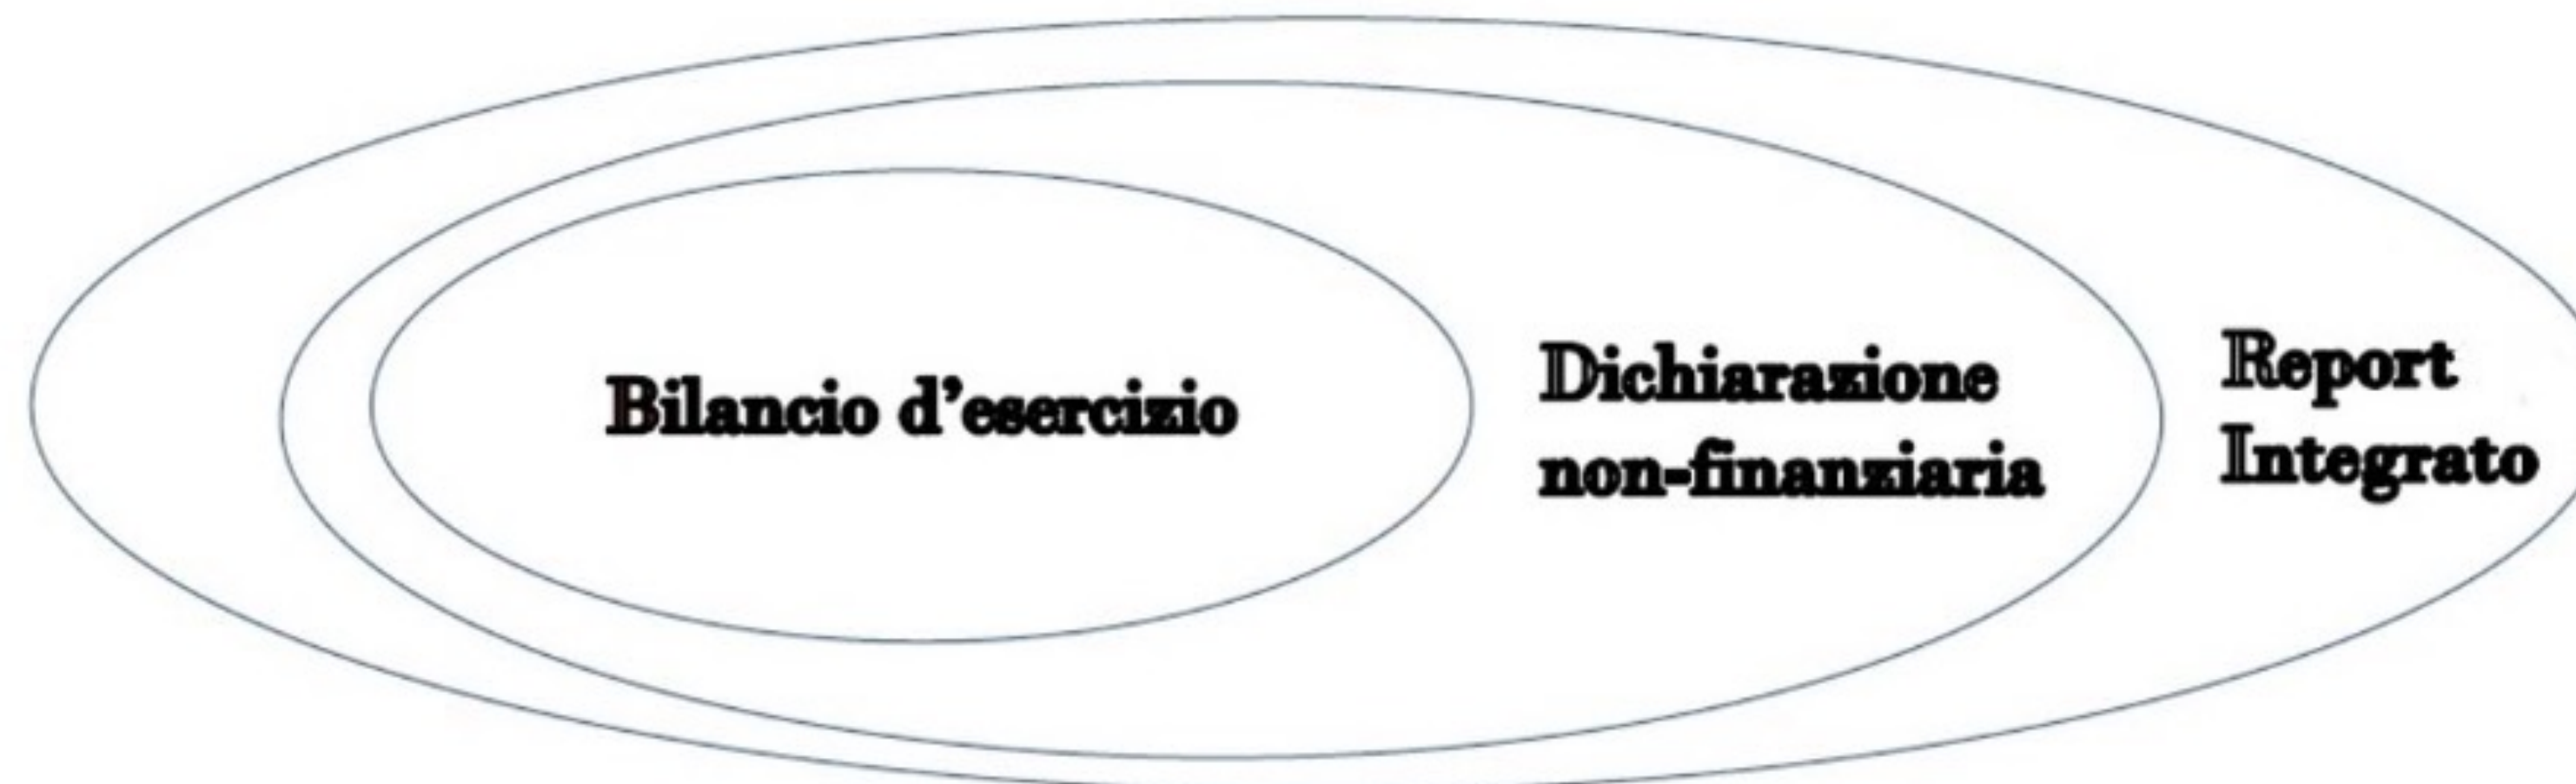 Bilancio d'esercizio
Dichiarazione
non-finanziaria
Report
Integrato